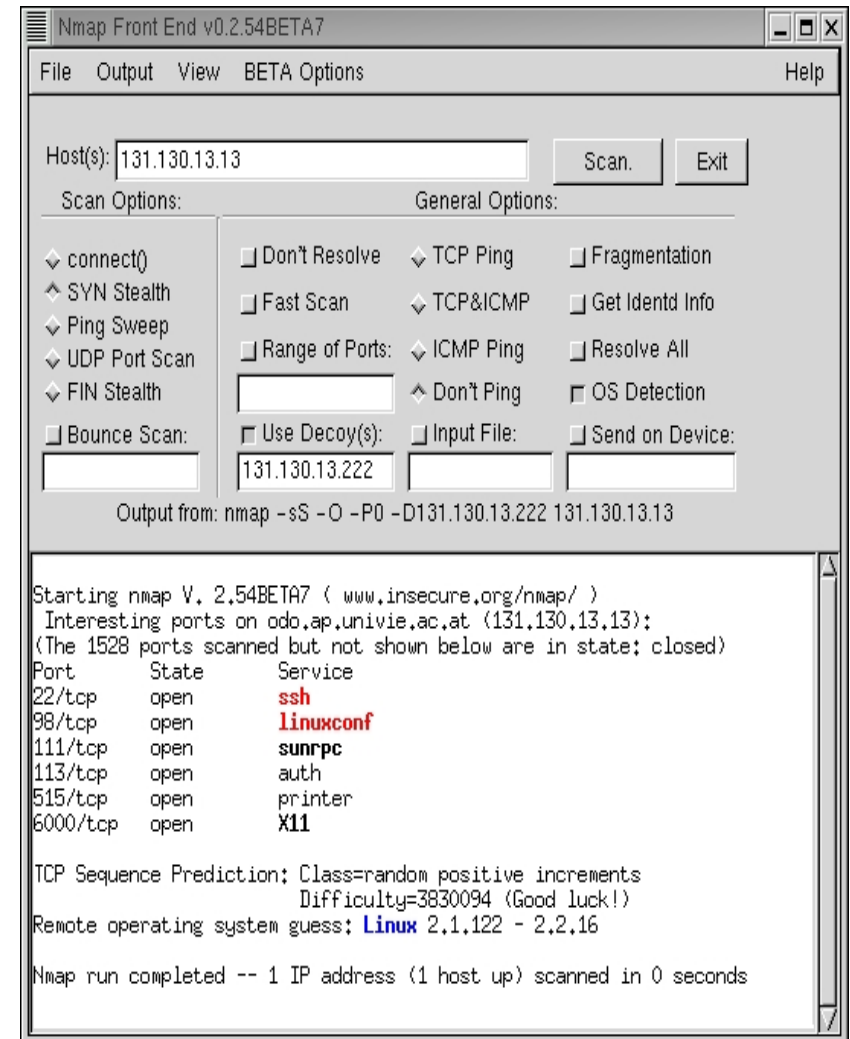 Nmap Front End v0.2.54BETA7
File Output View BETA Options Help
Host(s): 131.130.13.13 Scan. Exit
Scan Options: General Options:
connect() Don't Resolve TCP Ping Fragmentation
SYN Stealth Fast Scan TCP&ICMP Get Identd Info
Ping Sweep Range of Ports: ICMP Ping Resolve All
UDP Port Scan
FIN Stealth Don't Ping OS Detection
Bounce Scan: Use Decoy(s): Input File: Send on Device:
131.130.13.222
Output from: nmap -sS -O -P0 -D131.130.13.222 131.130.13.13
Starting nmap V. 2.54BETA7 ( www.insecure.org/nmap/ )
Interesting ports on odo.ap.univie.ac.at (131.130.13.13):
(The 1528 ports scanned but not shown below are in state: closed)
Port State Service
22/tcp open ssh
98/tcp open linuxconf
111/tcp open sunrpc
113/tcp open auth
515/tcp open printer
6000/tcp open X11
TCP Sequence Prediction: Class=random positive increments
Difficulty=3830094 (Good luck!)
Remote operating system guess: Linux 2.1.122 - 2.2.16
Nmap run completed -- 1 IP address (1 host up) scanned in 0 seconds